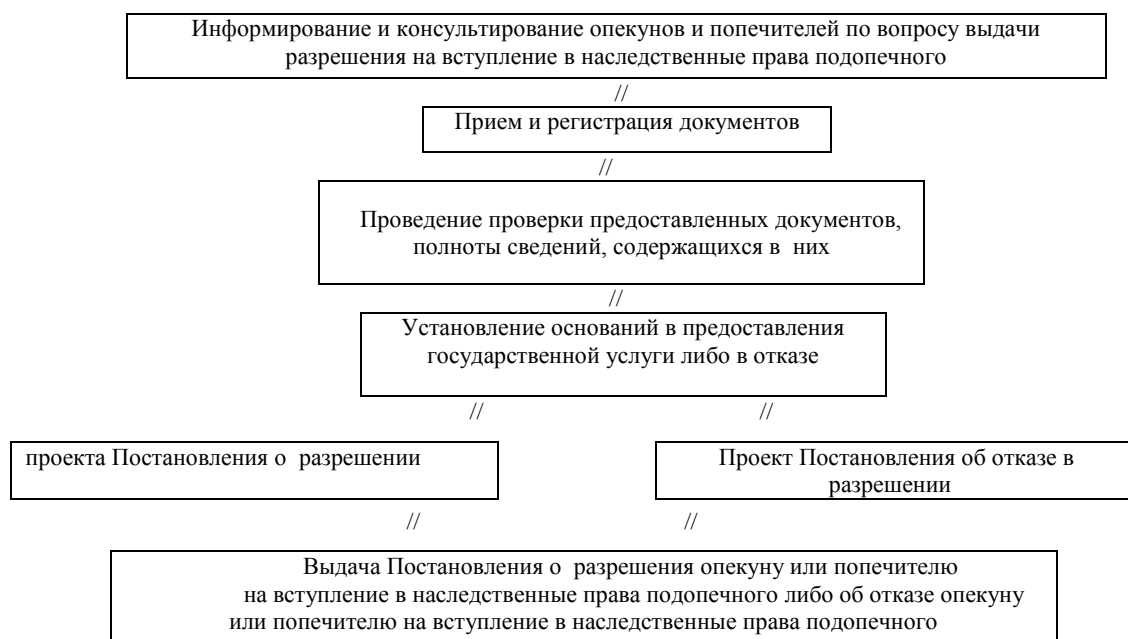 Информирование и консультирование опекунов и попечителей по вопросу выдачи
разрешения на вступление в наследственные права подопечного
//
Прием и регистрация документов
//
Проведение проверки предоставленных документов,
полноты сведений, содержащихся в них
//
Установление оснований в предоставления
государственной услуги либо в отказе
// //
проекта Постановления о разрешении
Проект Постановления об отказе в
разрешении
// //
Выдача Постановления о разрешения опекуну или попечителю
на вступление в наследственные права подопечного либо об отказе опекуну
или попечителю на вступление в наследственные права подопечного